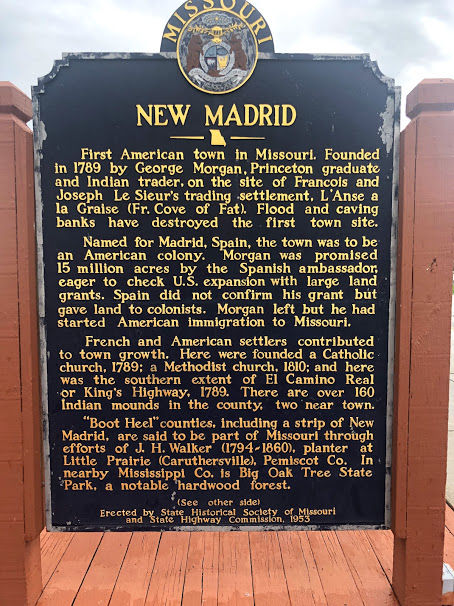 MISSOURI
NEW MADRID
First American town in Missouri. Founded
in 1789 by George Morgan, Princeton graduate
and Indian trader, on the site of Francois and
Joseph Le Sieur's trading settlement, L'Anse a
la Graise (Fr. Cove of Fat). Flood and caving
banks have destroyed the first town site.
Named for Madrid, Spain, the town was to be
an American colony. Morgan was promised
15 million acres by the Spanish ambassador,
eager to check U.S. expansion with large land
grants. Spain did not confirm his grant but
gave land to colonists. Morgan left but he had
started American immigration to Missouri.
French and American settlers contributed
to town growth. Here were founded a Catholic
church, 1789; a Methodist church, 1810; and here
was the southern extent of El Camino Real
or King's Highway, 1789. There are over 160
Indian mounds in the county, two near town.
"Boot Heel" counties, including a strip of New
Madrid, are said to be part of Missouri through
efforts of J. H. Walker (1794-1860), planter at
Little Prairie (Caruthersville), Pemiscot Co. In
nearby Mississippi Co. is Big Oak Tree State
Park, a notable hardwood forest.
(See other side)
Erected by State Historical Society of Missouri
and State Highway Commission, 1953